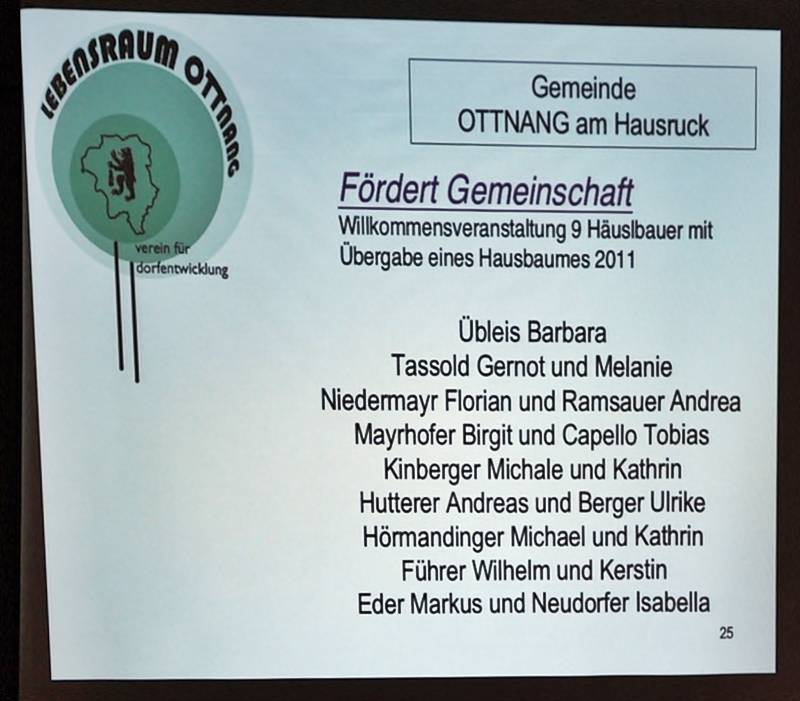 LEBENSRAUM OTTNANG
verein für
dorfentwicklung
Gemeinde
OTTNANG am Hausruck
Fördert Gemeinschaft
Willkommensveranstaltung 9 Häuslbauer mit
Übergabe eines Hausbaumes 2011
Übleis Barbara
Tassold Gernot und Melanie
Niedermayr Florian und Ramsauer Andrea
Mayrhofer Birgit und Capello Tobias
Kinberger Michale und Kathrin
Hutterer Andreas und Berger Ulrike
Hörmandinger Michael und Kathrin
Führer Wilhelm und Kerstin
Eder Markus und Neudorfer Isabella
25